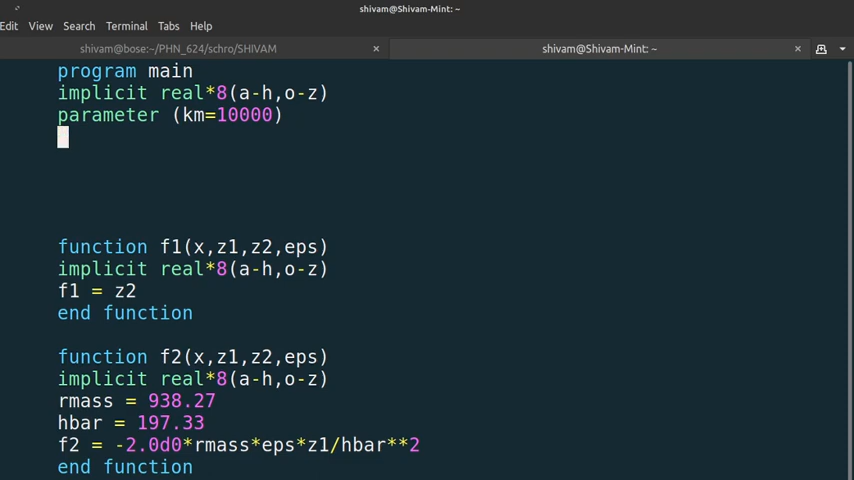 shivam@Shivam-Mint: ~
Edit View Search Terminal Tabs Help
shivam@bose:~/PHN_624/schro/SHIVAM × shivam@Shivam-Mint: ~ ×
program main
implicit real*8(a-h,o-z)
parameter (km=10000)
function f1(x,z1,z2,eps)
implicit real*8(a-h,o-z)
f1 = z2
end function
function f2(x,z1,z2,eps)
implicit real*8(a-h,o-z)
rmass = 938.27
hbar = 197.33
f2 = -2.0d0*rmass*eps*z1/hbar**2
end function